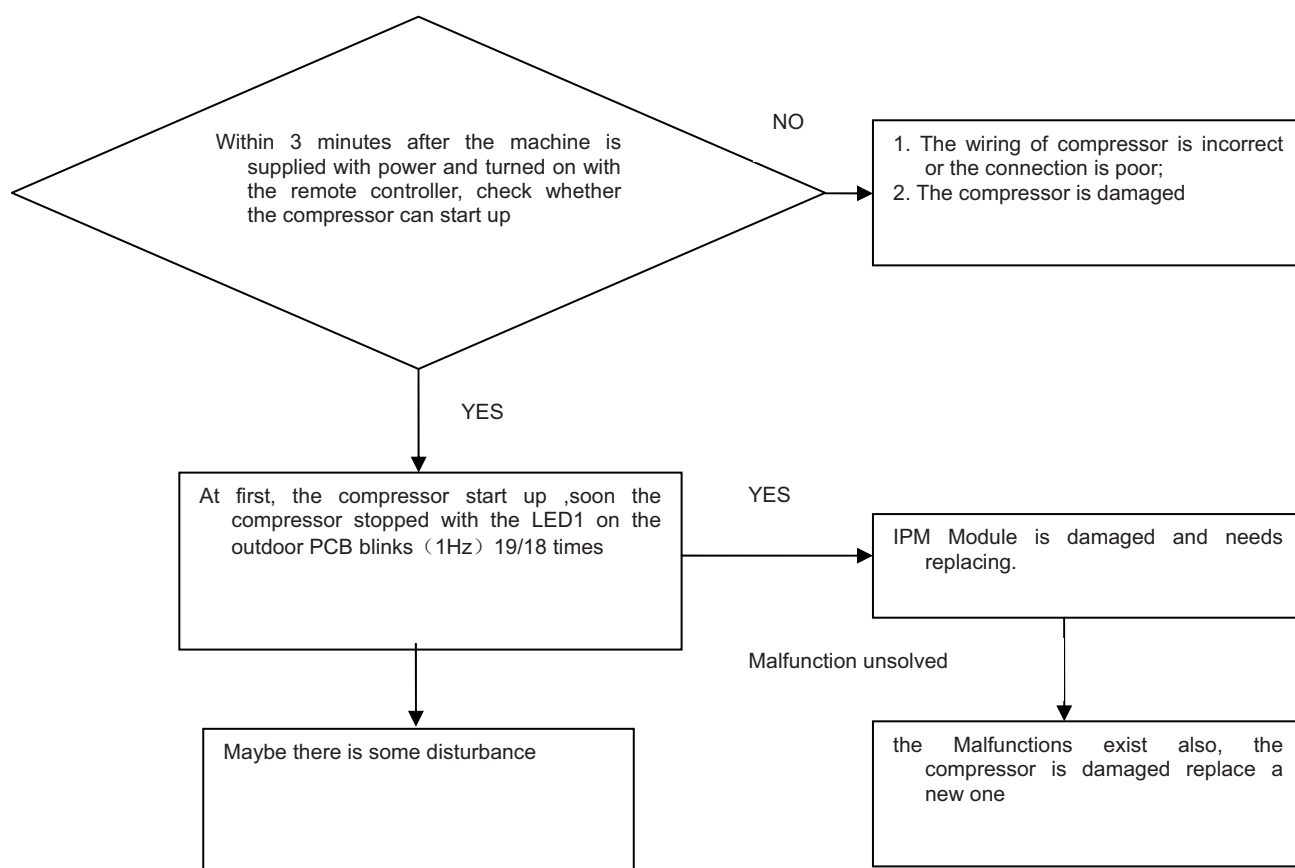 Within 3 minutes after the machine is
supplied with power and turned on with
the remote controller, check whether
the compressor can start up
NO
1. The wiring of compressor is incorrect
or the connection is poor;
2. The compressor is damaged
YES
At first, the compressor start up ,soon the
compressor stopped with the LED1 on the
outdoor PCB blinks（1Hz）19/18 times
YES
IPM Module is damaged and needs
replacing.
Malfunction unsolved
Maybe there is some disturbance
the Malfunctions exist also, the
compressor is damaged replace a
new one